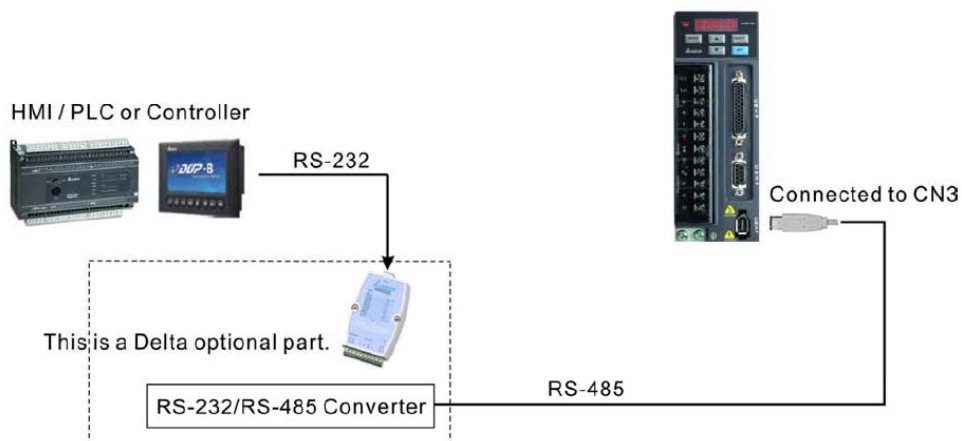 HMI / PLC or Controller
RS-232
DOP-B
Connected to CN3
This is a Delta optional part.
RS-485
RS-232/RS-485 Converter